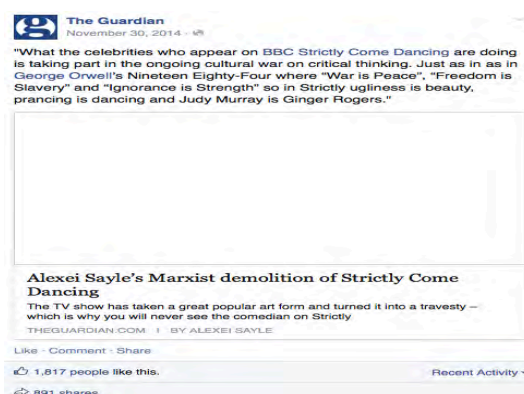 The Guardian
November 30, 2014 ·
"What the celebrities who appear on BBC Strictly Come Dancing are doing
is taking part in the ongoing cultural war on critical thinking. Just as in as in
George Orwell's Nineteen Eighty-Four where "War is Peace", "Freedom is
Slavery" and "Ignorance is Strength" so in Strictly ugliness is beauty,
prancing is dancing and Judy Murray is Ginger Rogers."
Alexei Sayle's Marxist demolition of Strictly Come
Dancing
The TV show has taken a great popular art form and turned it into a travesty –
which is why you will never see the comedian on Strictly
THEGUARDIAN.COM | BY ALEXEI SAYLE
Like · Comment · Share
1,817 people like this.
Recent Activity
891 shares